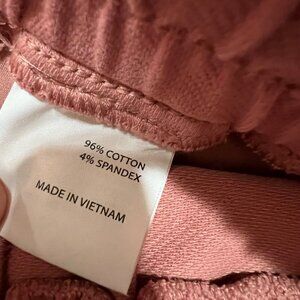 96% COTTON
4% SPANDEX
MADE IN VIETNAM